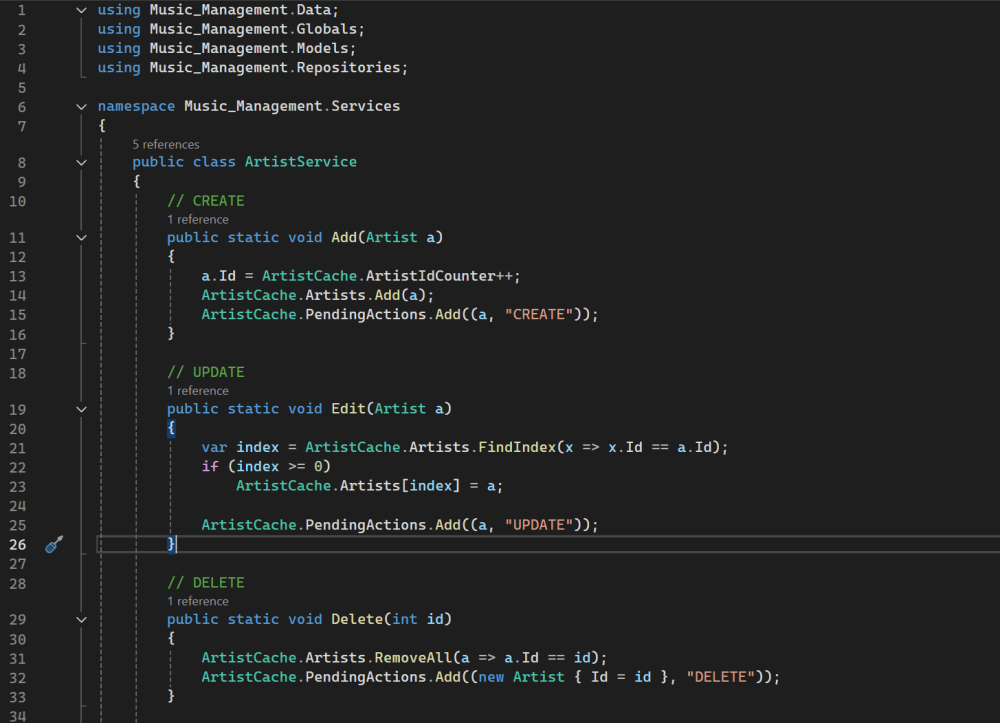 1 using Music_Management.Data;
2 using Music_Management.Globals;
3 using Music_Management.Models;
4 using Music_Management.Repositories;
5
6 namespace Music_Management.Services
7 {
5 references
8 public class ArtistService
9 {
10 // CREATE
1 reference
11 public static void Add(Artist a)
12 {
13 a.Id = ArtistCache.ArtistIdCounter++;
14 ArtistCache.Artists.Add(a);
15 ArtistCache.PendingActions.Add((a, "CREATE"));
16 }
17
18 // UPDATE
1 reference
19 public static void Edit(Artist a)
20 {
21 var index = ArtistCache.Artists.FindIndex(x => x.Id == a.Id);
22 if (index >= 0)
23 ArtistCache.Artists[index] = a;
24
25 ArtistCache.PendingActions.Add((a, "UPDATE"));
26 }
27
28 // DELETE
1 reference
29 public static void Delete(int id)
30 {
31 ArtistCache.Artists.RemoveAll(a => a.Id == id);
32 ArtistCache.PendingActions.Add((new Artist { Id = id }, "DELETE"));
33 }
34